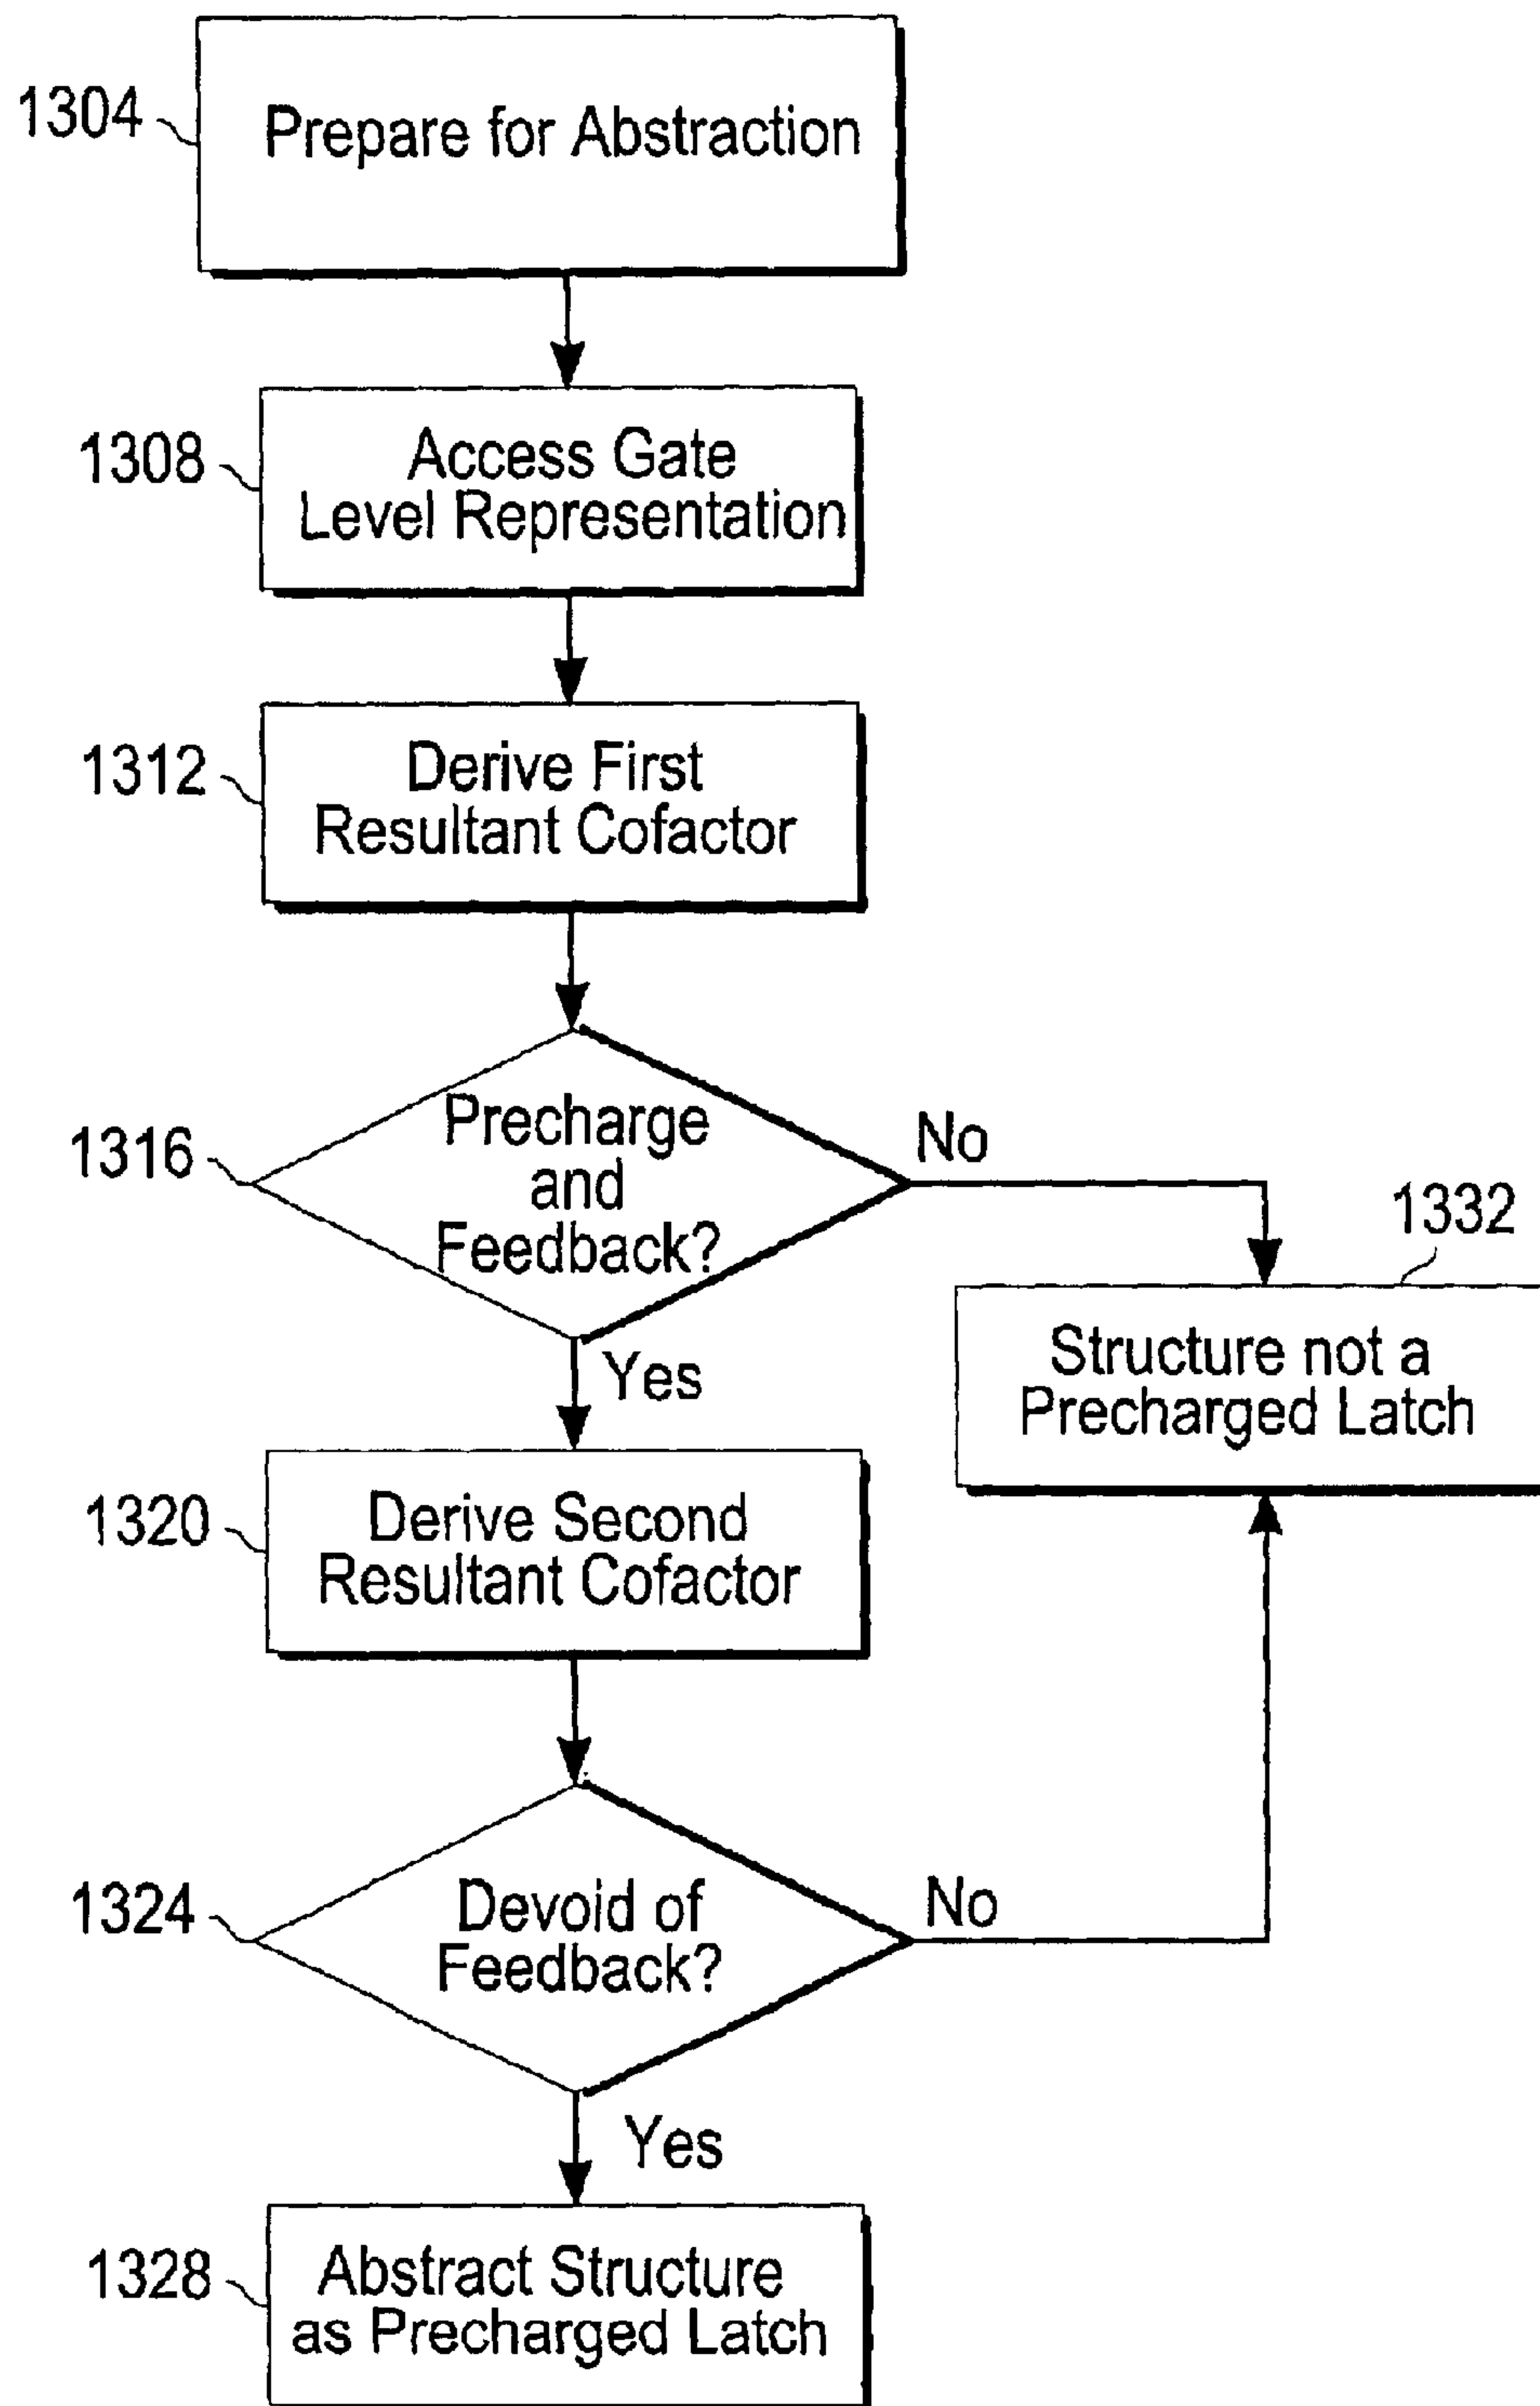 1304
Prepare for Abstraction
1308
Access Gate
Level Representation
1312
Derive First
Resultant Cofactor
1316
Precharge
and
Feedback?
No
1332
Structure not a
Precharged Latch
Yes
1320
Derive Second
Resultant Cofactor
1324
Devoid of
Feedback?
No
Yes
1328
Abstract Structure
as Precharged Latch